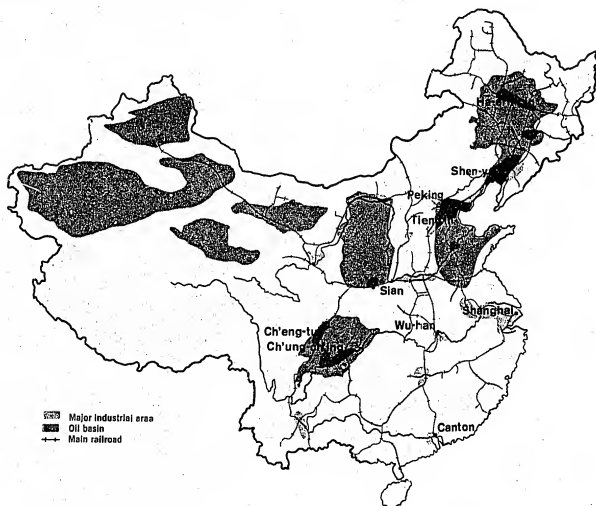 Shen-y
Peking
Tien
Sian
Shanghai
Ch'eng-tu
Wu-han
Ch'ung-ch'ing
Canton
Major industrial area
Oil basin
Main railroad